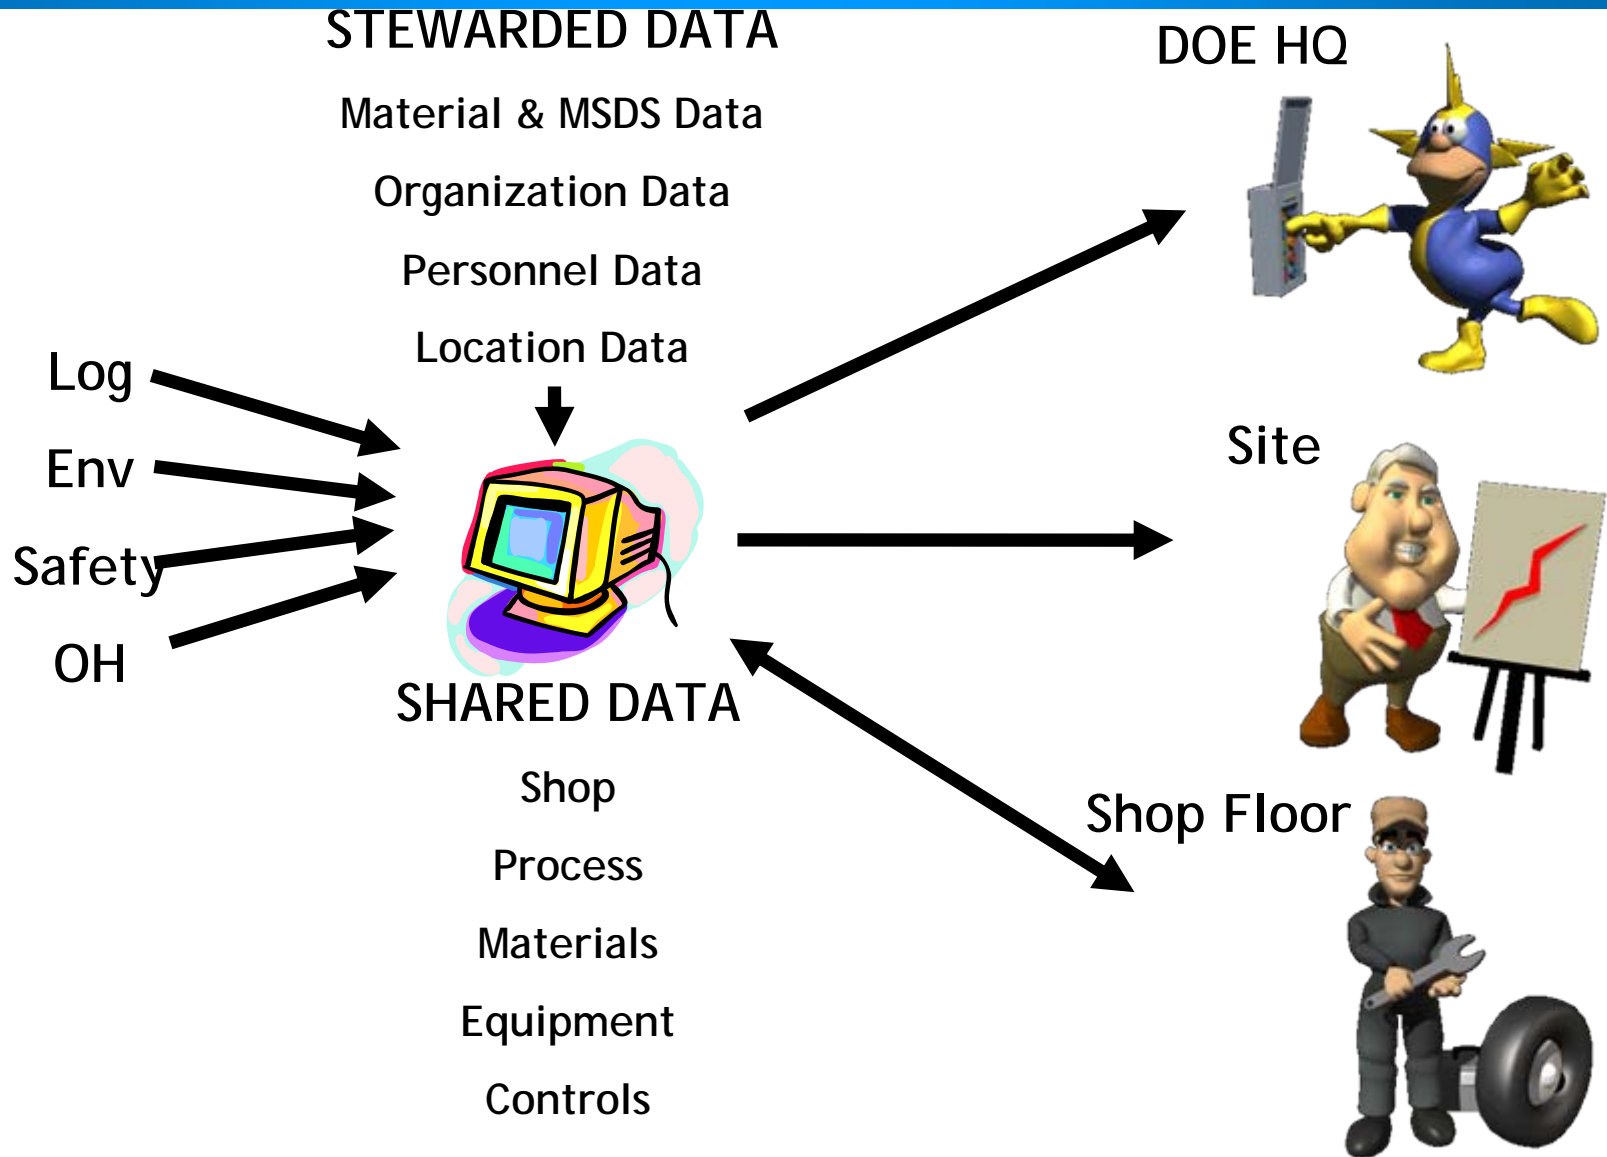 STEWARDED DATA
Material & MSDS Data
Organization Data
Personnel Data
Location Data
Log
Env
Safety
OH
SHARED DATA
Shop
Process
Materials
Equipment
Controls
DOE HQ
Site
Shop Floor